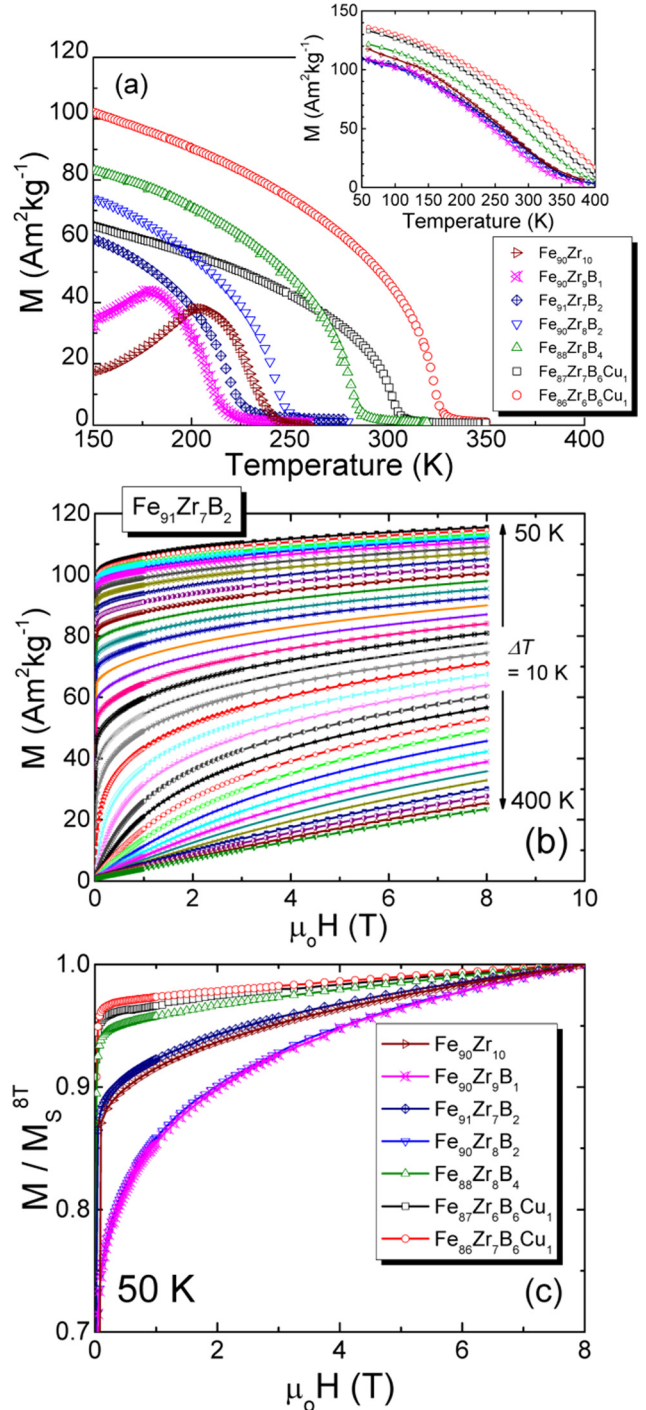 (a)
M (Am²kg⁻¹)
120
100
80
60
40
20
0
150 200 250 300 350 400
Temperature (K)
M (Am²kg⁻¹)
150
100
50
0
50 100 150 200 250 300 350 400
Temperature (K)
Fe₉₀Zr₁₀
Fe₉₀Zr₉B₁
Fe₉₁Zr₇B₂
Fe₉₀Zr₈B₂
Fe₈₈Zr₈B₄
Fe₈₇Zr₇B₆Cu₁
Fe₈₆Zr₆B₆Cu₁
Fe₉₁Zr₇B₂
M (Am²kg⁻¹)
120
100
80
60
40
20
0
50 K
ΔT
= 10 K
400 K
(b)
0 2 4 6 8 10
μₒH (T)
M / M_S^8T
1.0
0.9
0.8
0.7
Fe₉₀Zr₁₀
Fe₉₀Zr₉B₁
Fe₉₁Zr₇B₂
Fe₉₀Zr₈B₂
Fe₈₈Zr₈B₄
Fe₈₇Zr₆B₆Cu₁
Fe₈₆Zr₇B₆Cu₁
50 K
(c)
0 2 4 6 8
μₒH (T)